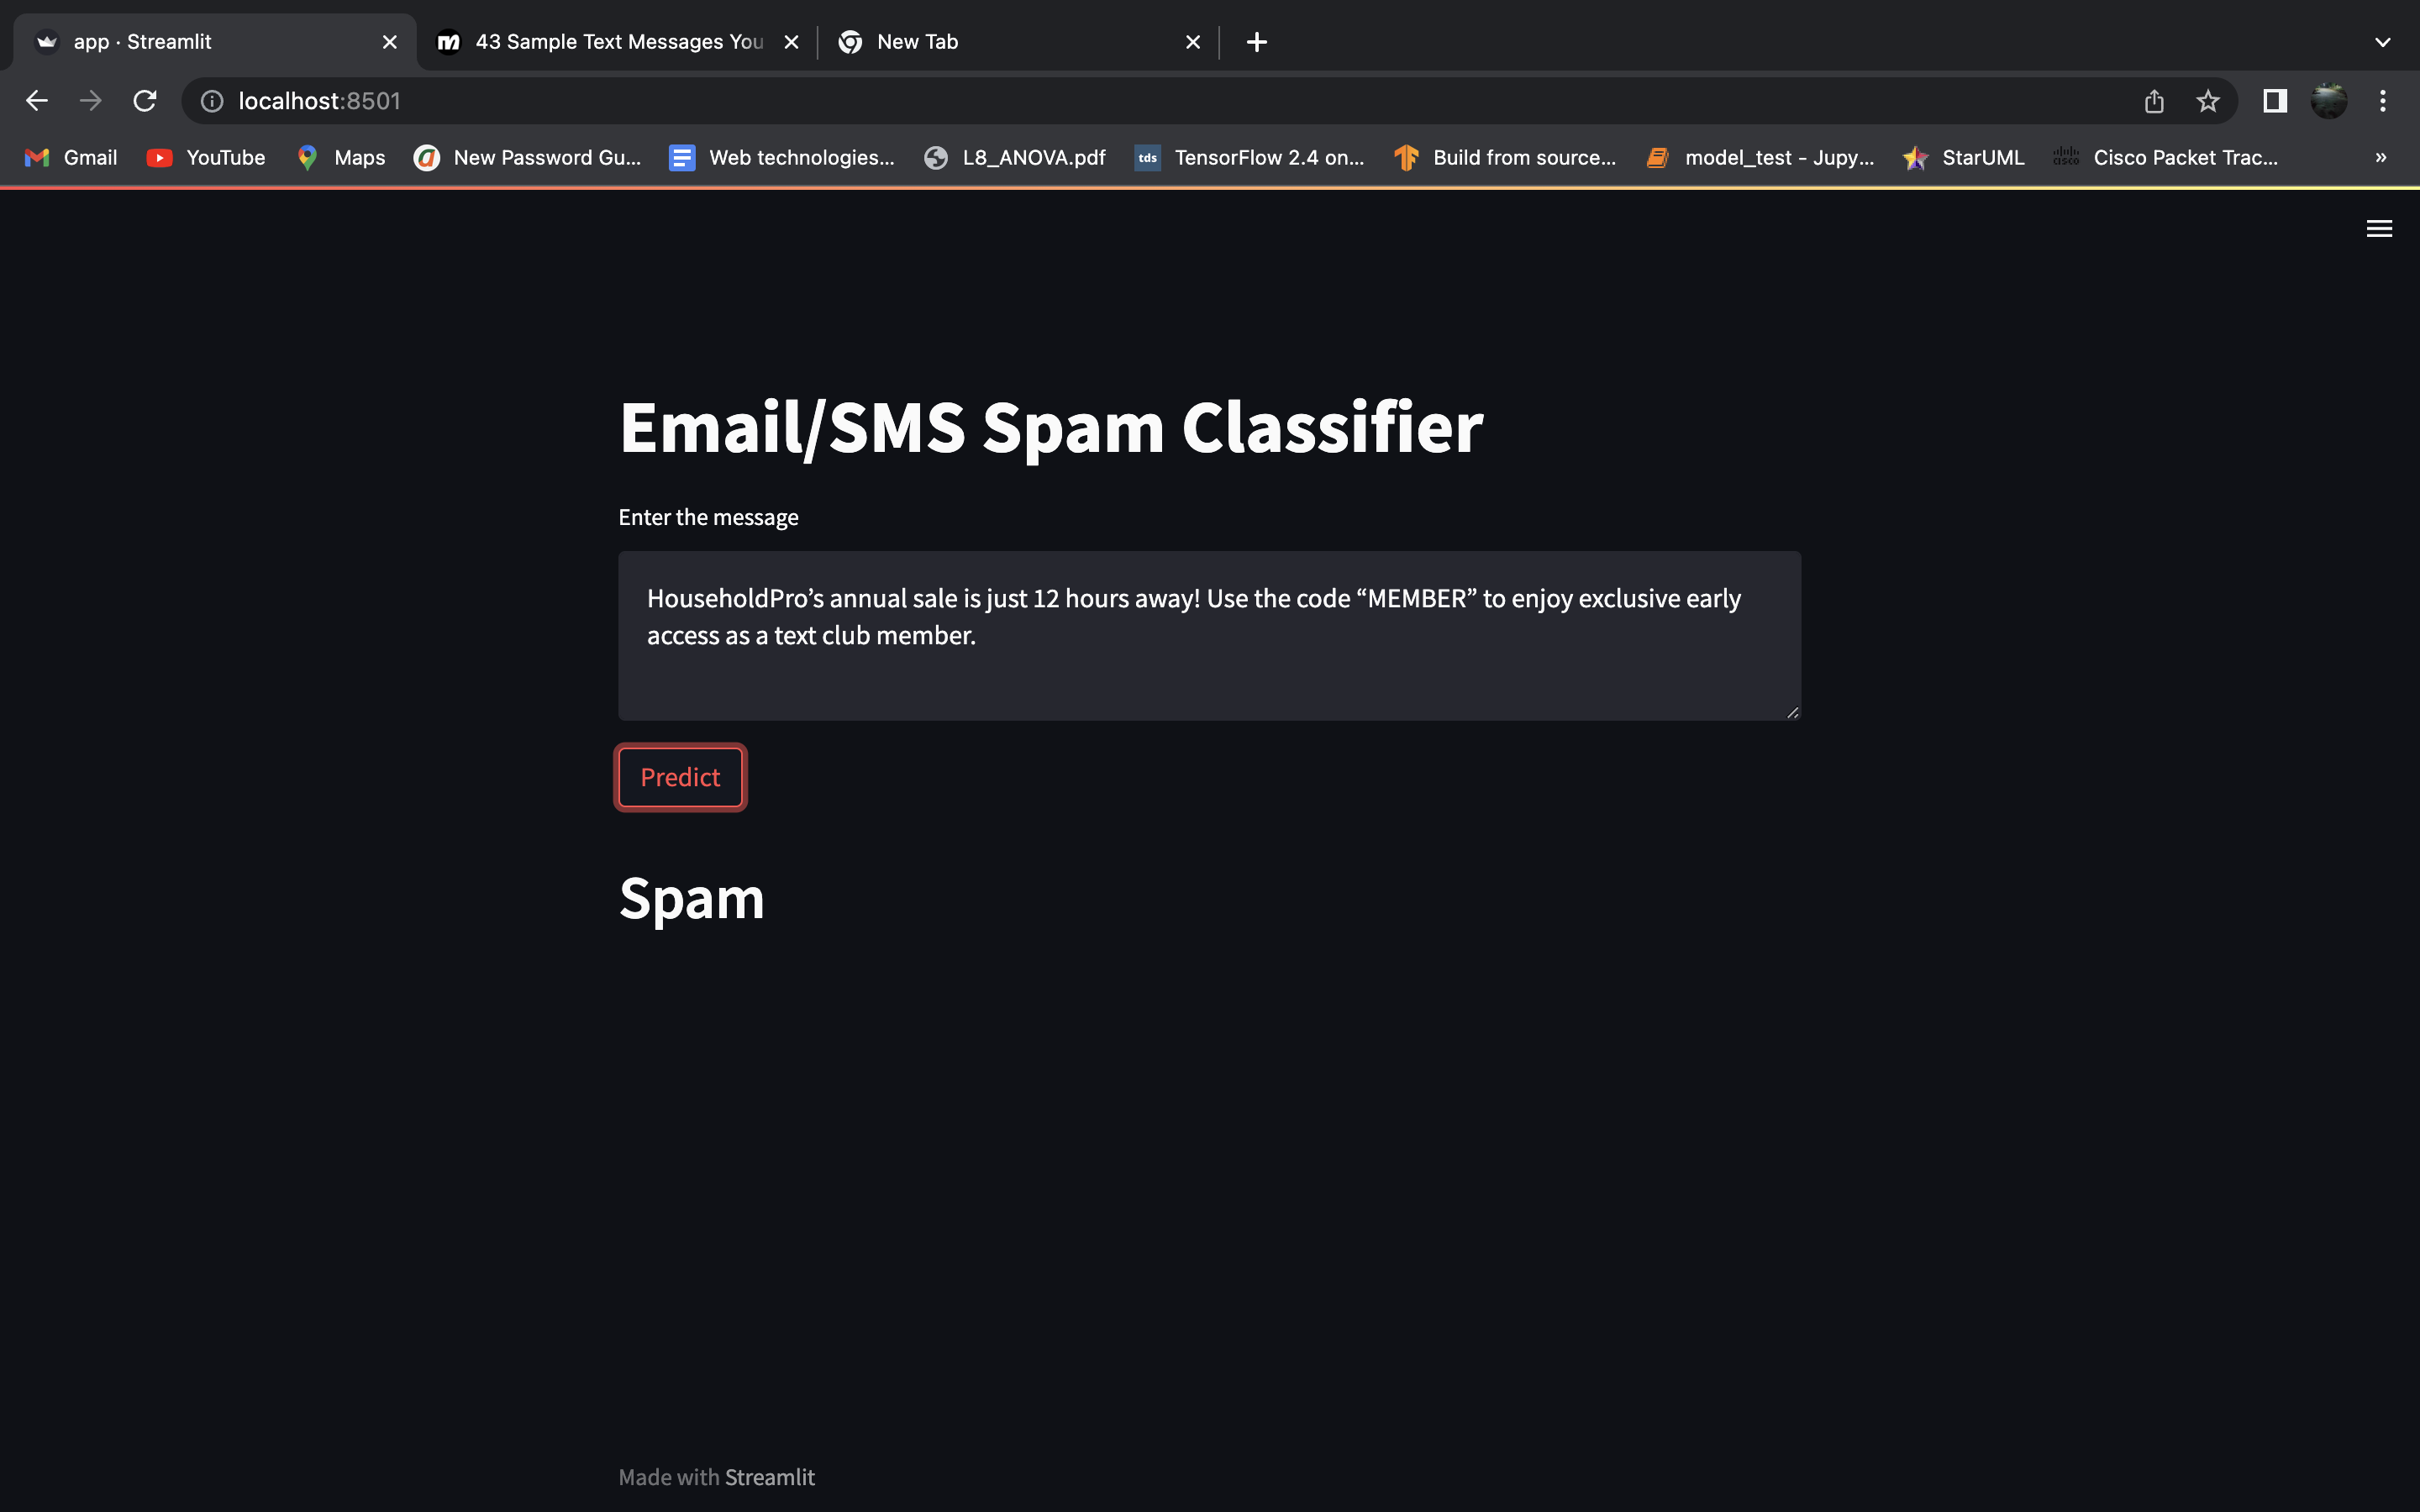 app · Streamlit
43 Sample Text Messages You
New Tab
localhost:8501
Gmail
YouTube
Maps
New Password Gu...
Web technologies...
L8_ANOVA.pdf
tds
TensorFlow 2.4 on...
Build from source...
model_test - Jupy...
StarUML
cisco
Cisco Packet Trac...
»
Email/SMS Spam Classifier
Enter the message
HouseholdPro’s annual sale is just 12 hours away! Use the code “MEMBER” to enjoy exclusive early
access as a text club member.
Predict
Spam
Made with Streamlit